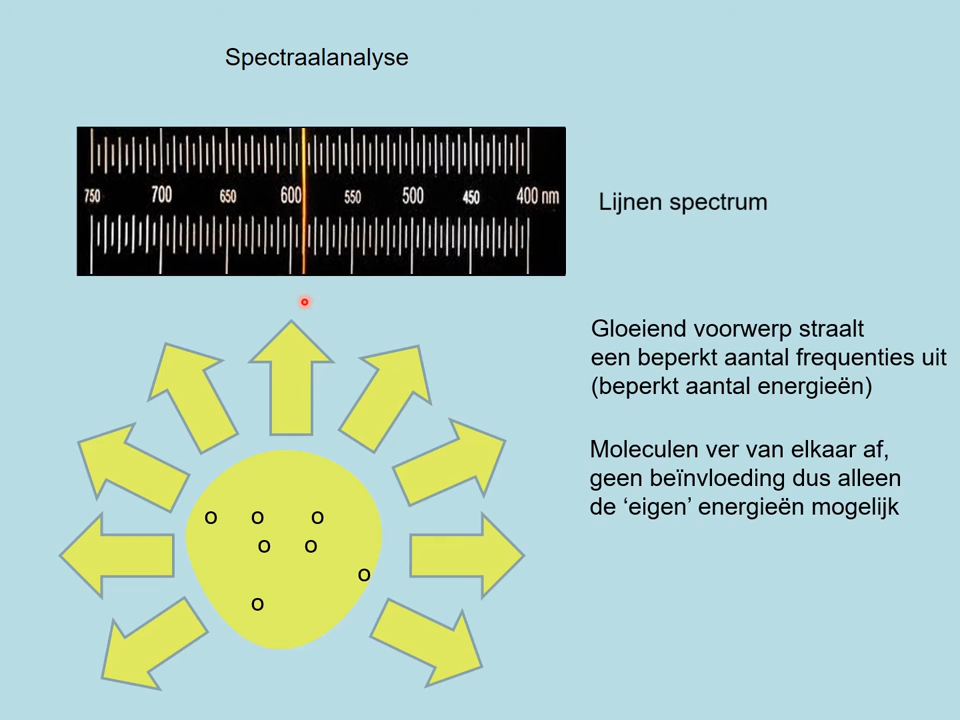 Spectraalanalyse
750 700 650 600 550 500 450 400 nm
Lijnen spectrum
Gloeiend voorwerp straalt
een beperkt aantal frequenties uit
(beperkt aantal energieën)
Moleculen ver van elkaar af,
geen beïnvloeding dus alleen
de ‘eigen’ energieën mogelijk
o o o
o o
o
o